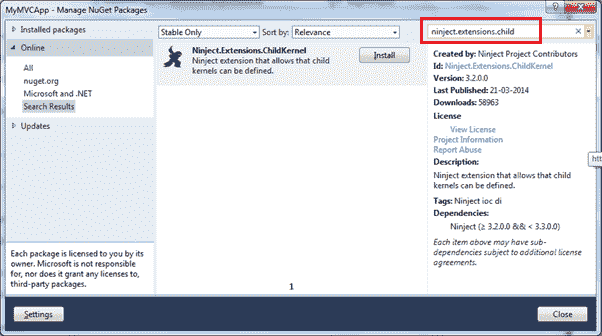 MyMVCApp - Manage NuGet Packages
Installed packages
Online
All
nuget.org
Microsoft and .NET
Search Results
Updates
Each package is licensed to you by its
owner. Microsoft is not responsible
for, nor does it grant any licenses to,
third-party packages.
Stable Only
Sort by: Relevance
Ninject.Extensions.ChildKernel
Ninject extension that allows that child
kernels can be defined.
Install
1
ninject.extensions.child
Created by: Ninject Project Contributors
Id: Ninject.Extensions.ChildKernel
Version: 3.2.0.0
Last Published: 21-03-2014
Downloads: 58963
License
View License
Project Information
Report Abuse
Description:
Ninject extension that allows that child
kernels can be defined.
Tags: Ninject ioc di
Dependencies:
Ninject (≥ 3.2.0.0 && < 3.3.0.0)
Each item above may have sub-
dependencies subject to additional license
agreements.
htt
Settings
Close